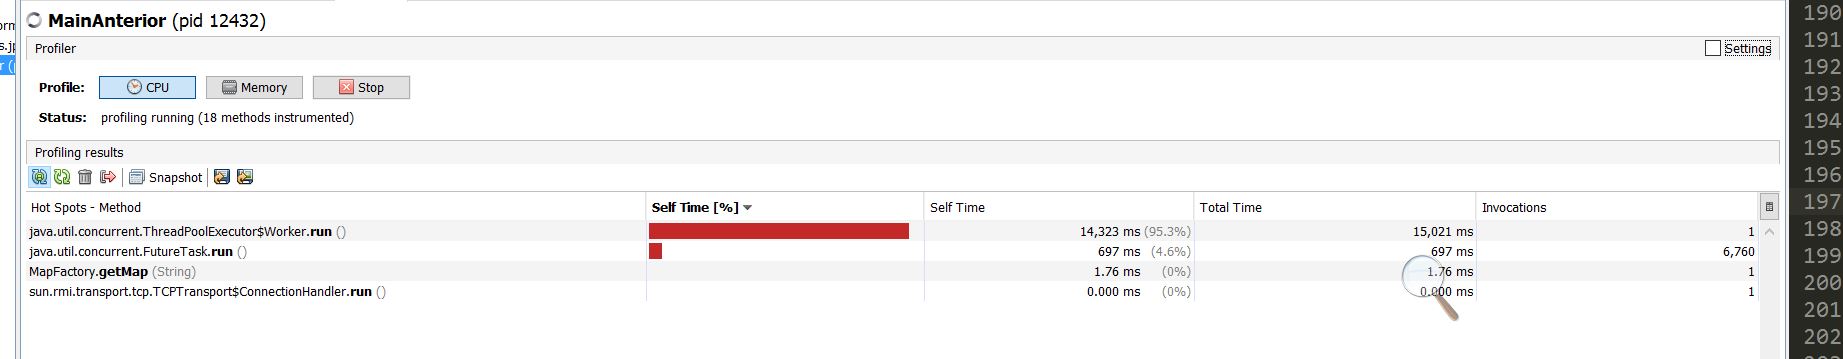 MainAnterior (pid 12432)
Profiler
Settings
Profile: CPU Memory Stop
Status: profiling running (18 methods instrumented)
Profiling results
Snapshot
Hot Spots - Method Self Time [%] Self Time Total Time Invocations
java.util.concurrent.ThreadPoolExecutor$Worker.run () 14,323 ms (95.3%) 15,021 ms 1
java.util.concurrent.FutureTask.run () 697 ms (4.6%) 697 ms 6,760
MapFactory.getMap (String) 1.76 ms (0%) 1.76 ms 1
sun.rmi.transport.tcp.TCPTransport$ConnectionHandler.run () 0.000 ms (0%) 0.000 ms 1
190
191
192
193
194
195
196
197
198
199
200
201
202